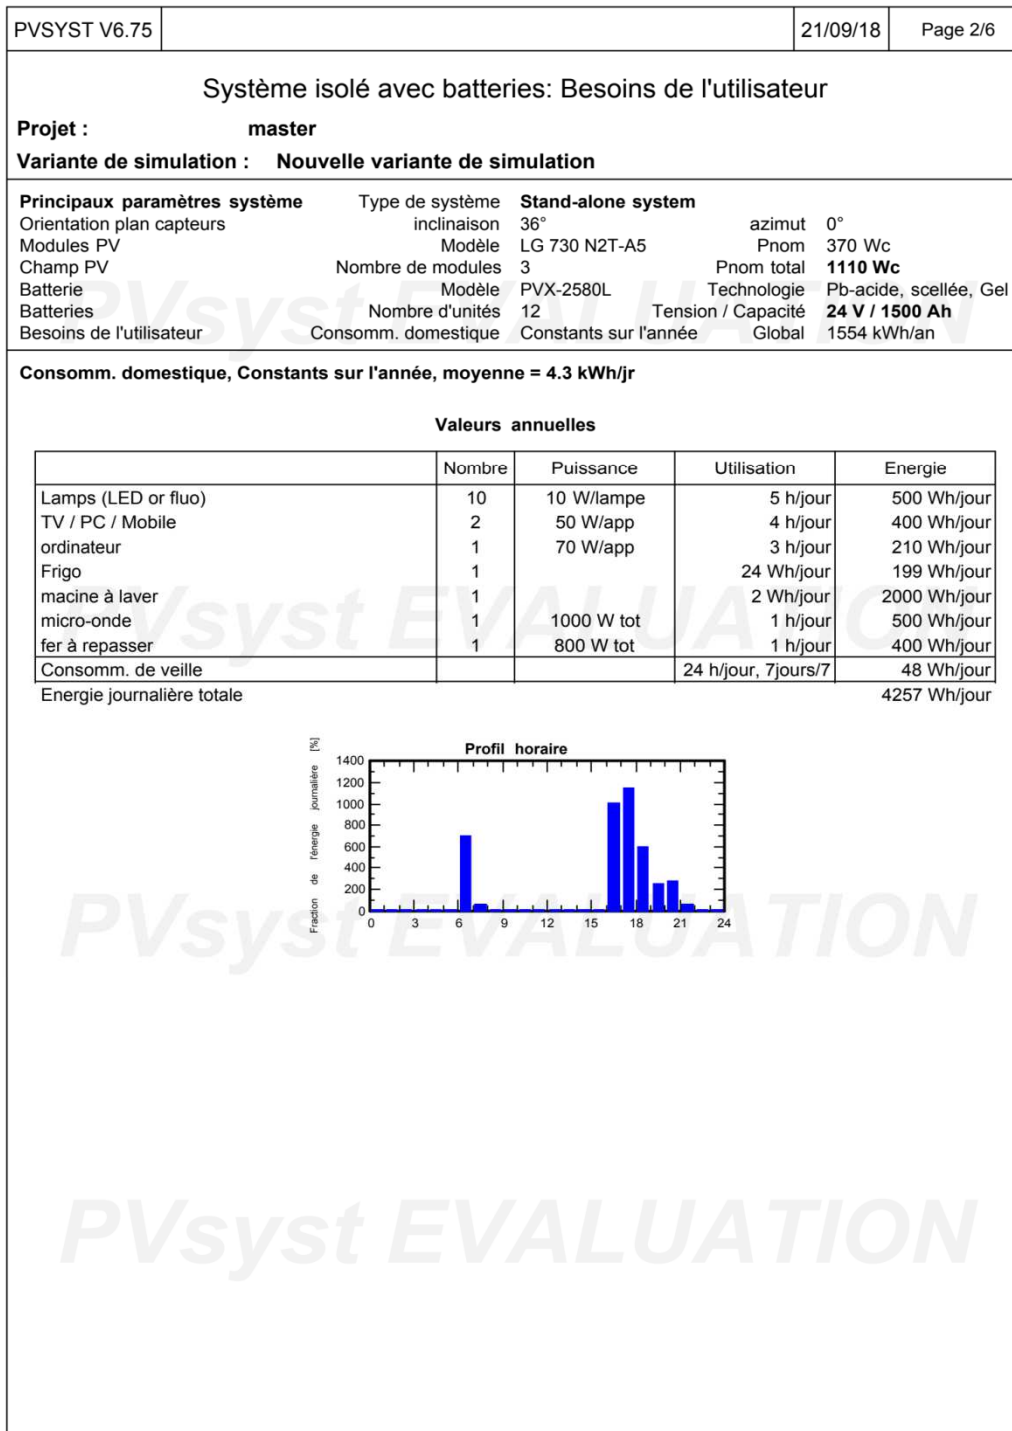 PVSYST V6.75 21/09/18 Page 2/6
Système isolé avec batteries: Besoins de l'utilisateur
Projet : master
Variante de simulation : Nouvelle variante de simulation
Principaux paramètres système Type de système Stand-alone system
Orientation plan capteurs inclinaison 36° azimut 0°
Modules PV Modèle LG 730 N2T-A5 Pnom 370 Wc
Champ PV Nombre de modules 3 Pnom total 1110 Wc
Batterie Modèle PVX-2580L Technologie Pb-acide, scellée, Gel
Batteries Nombre d'unités 12 Tension / Capacité 24 V / 1500 Ah
Besoins de l'utilisateur Consomm. domestique Constants sur l'année Global 1554 kWh/an
PVsyst EVALUATION
Consomm. domestique, Constants sur l'année, moyenne = 4.3 kWh/jr
Valeurs annuelles
Nombre Puissance Utilisation Energie
Lamps (LED or fluo) 10 10 W/lampe 5 h/jour 500 Wh/jour
TV / PC / Mobile 2 50 W/app 4 h/jour 400 Wh/jour
ordinateur 1 70 W/app 3 h/jour 210 Wh/jour
Frigo 1 24 Wh/jour 199 Wh/jour
macine à laver 1 2 Wh/jour 2000 Wh/jour
micro-onde 1 1000 W tot 1 h/jour 500 Wh/jour
fer à repasser 1 800 W tot 1 h/jour 400 Wh/jour
PVsyst EVALUATION
Consomm. de veille 24 h/jour, 7jours/7 48 Wh/jour
Energie journalière totale 4257 Wh/jour
Profil horaire
Fraction de l'énergie journalière [%]
1400
1200
1000
800
600
400
200
0
0 3 6 9 12 15 18 21 24
PVsyst EVALUATION
PVsyst EVALUATION